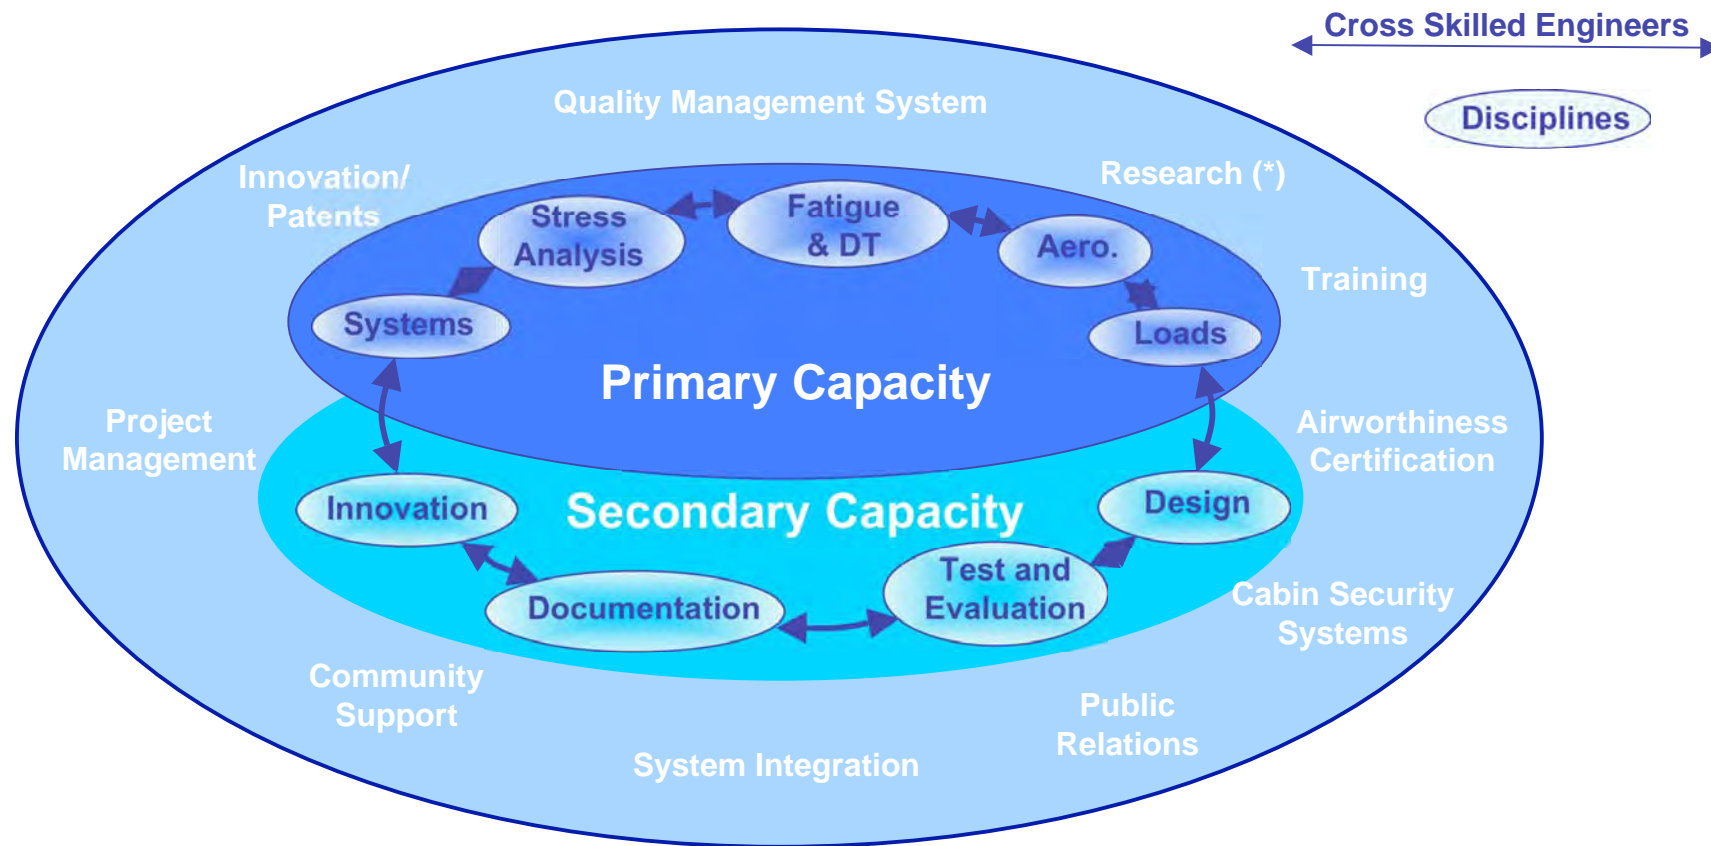 Cross Skilled Engineers
Disciplines
Quality Management System
Innovation/
Patents
Research (*)
Training
Stress
Analysis
Fatigue
& DT
Aero.
Systems
Loads
Primary Capacity
Project
Management
Airworthiness
Certification
Innovation
Secondary Capacity
Design
Documentation
Test and
Evaluation
Cabin Security
Systems
Community
Support
Public
Relations
System Integration